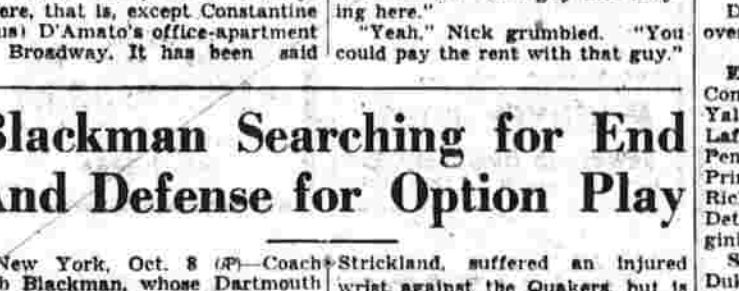 ere, that is, except Constantine
D'Amato's office-apartment
Broadway. It has been said
ing here."
"Yeah," Nick grumbled. "You
could pay the rent with that guy."
Blackman Searching for End
And Defense for Option Play
New York, Oct. 8 (AP)—Coach
Blackman, whose Dartmouth
Strickland, suffered an injured
wrist against the Quakers but is
D
over
Con
Yal
Laf
Pen
Prin
Ric
Det
gini
S
Duk